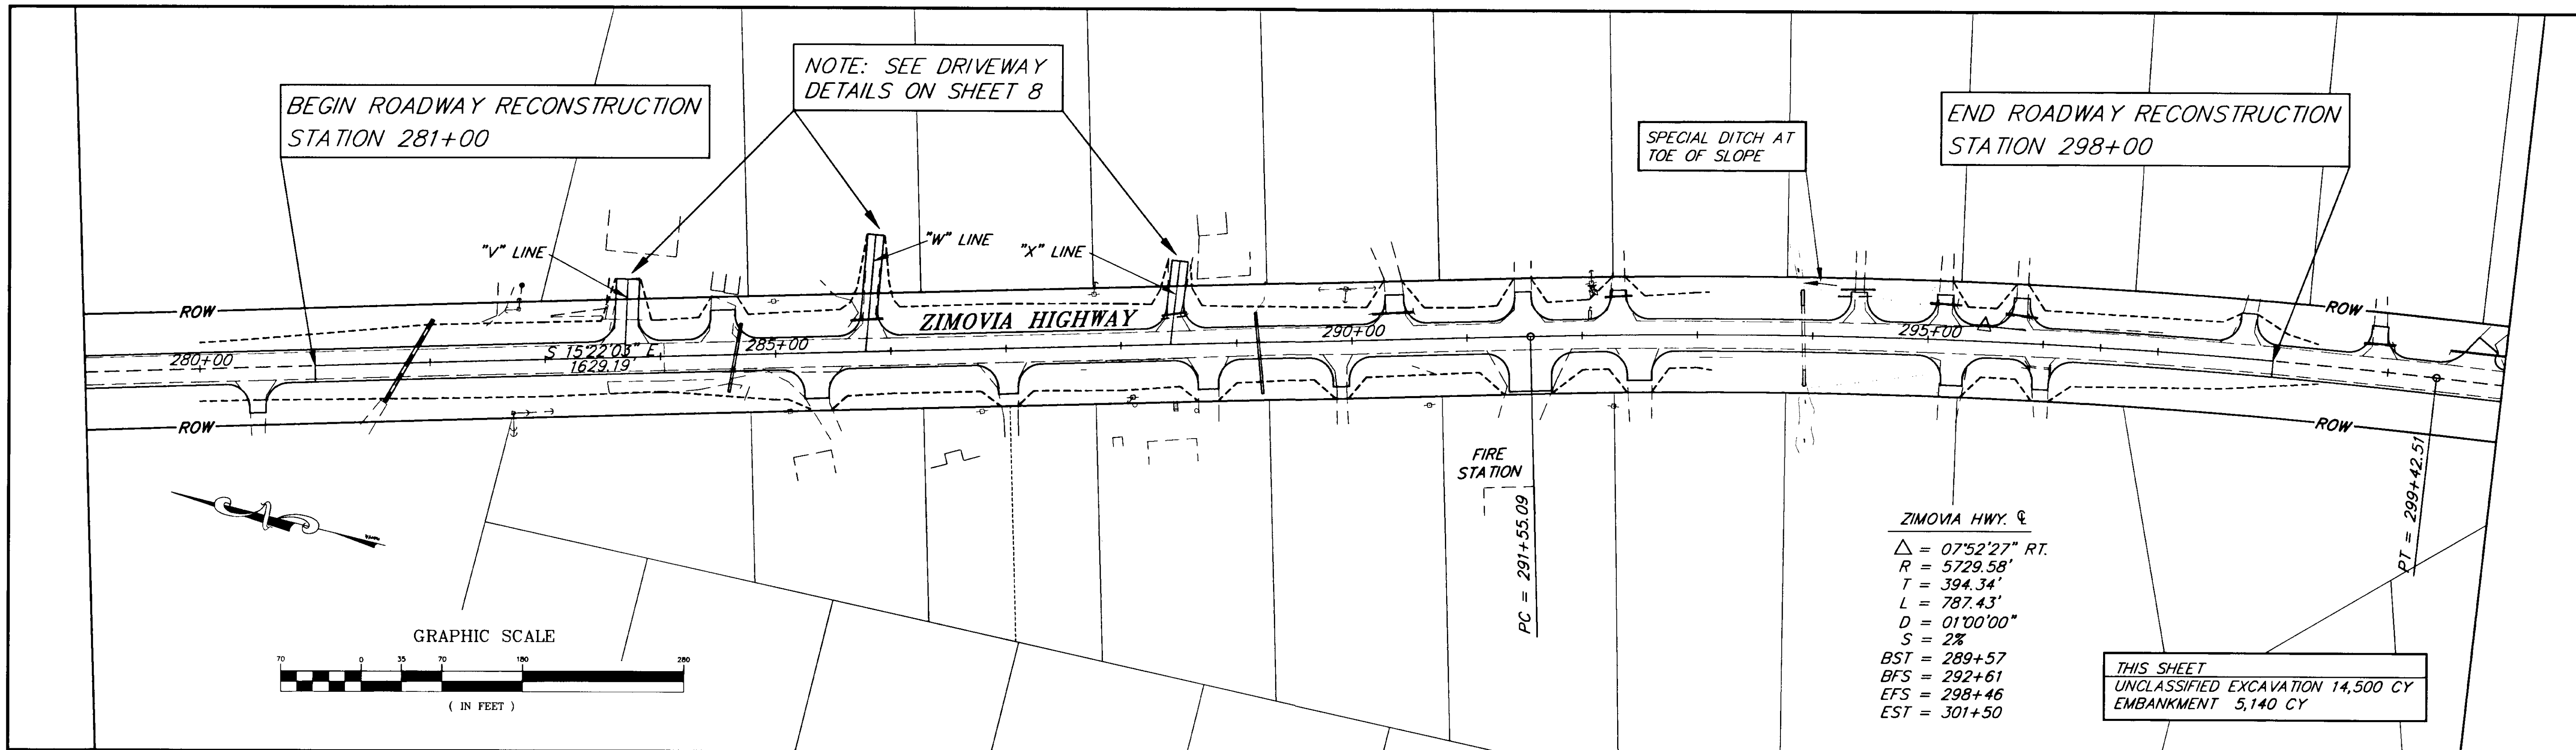 NOTE: SEE DRIVEWAY
DETAILS ON SHEET 8
BEGIN ROADWAY RECONSTRUCTION
STATION 281+00
END ROADWAY RECONSTRUCTION
STATION 298+00
SPECIAL DITCH AT
TOE OF SLOPE
"V" LINE
"W" LINE
"X" LINE
ROW
ROW
ZIMOVIA HIGHWAY
280+00
S 15°22'03" E
1629.19'
285+00
290+00
295+00
ROW
ROW
FIRE
STATION
PC = 291+55.09
PT = 299+42.51
ZIMOVIA HWY. ℄
△ = 07°52'27" RT.
R = 5729.58'
T = 394.34'
L = 787.43'
D = 01°00'00"
S = 2%
BST = 289+57
BFS = 292+61
EFS = 298+46
EST = 301+50
GRAPHIC SCALE
70 0 35 70 180 280
( IN FEET )
THIS SHEET
UNCLASSIFIED EXCAVATION 14,500 CY
EMBANKMENT 5,140 CY